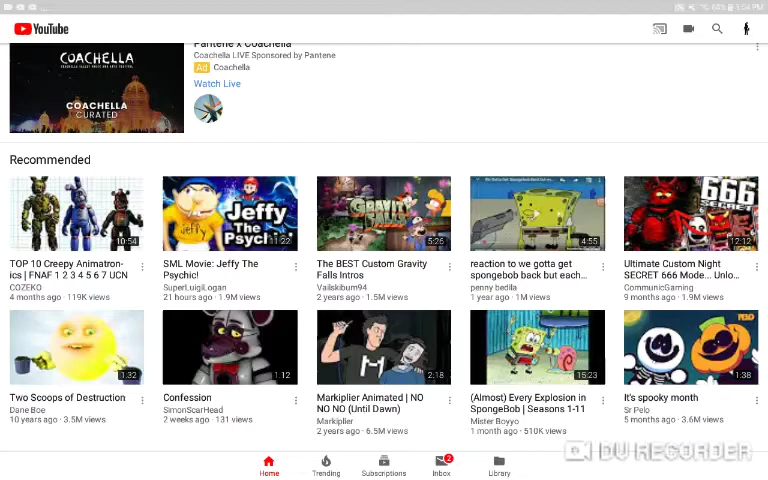 64% 5:54 PM
YouTube
Pantene x Coachella
Coachella LIVE Sponsored by Pantene
Ad Coachella
Watch Live
COACHELLA
COACHELLA
CURATED
Recommended
10:54
Jeffy
The Psychic
11:22
GRAVITY FALLS
5:26
4:55
666
SECRET
12:12
TOP 10 Creepy Animatron-
ics | FNAF 1 2 3 4 5 6 7 UCN
COZEKO
4 months ago · 119K views
SML Movie: Jeffy The
Psychic!
SuperLuigiLogan
21 hours ago · 1.9M views
The BEST Custom Gravity
Falls Intros
Vailskibum94
2 years ago · 1.5M views
reaction to we gotta get
spongebob back but each...
penny bedilla
1 year ago · 1M views
Ultimate Custom Night
SECRET 666 Mode... Unlo...
CommunicGaming
9 months ago · 1.9M views
1:32
1:12
M
2:18
15:23
PELO
1:38
Two Scoops of Destruction
Dane Boe
10 years ago · 3.5M views
Confession
SimonScarHead
2 weeks ago · 131 views
Markiplier Animated | NO
NO NO (Until Dawn)
Markiplier
2 years ago · 6.5M views
(Almost) Every Explosion in
SpongeBob | Seasons 1-11
Mister Boyyo
1 month ago · 510K views
It's spooky month
Sr Pelo
5 months ago · 3.6M views
DU RECORDER
2
Home
Trending
Subscriptions
Inbox
Library